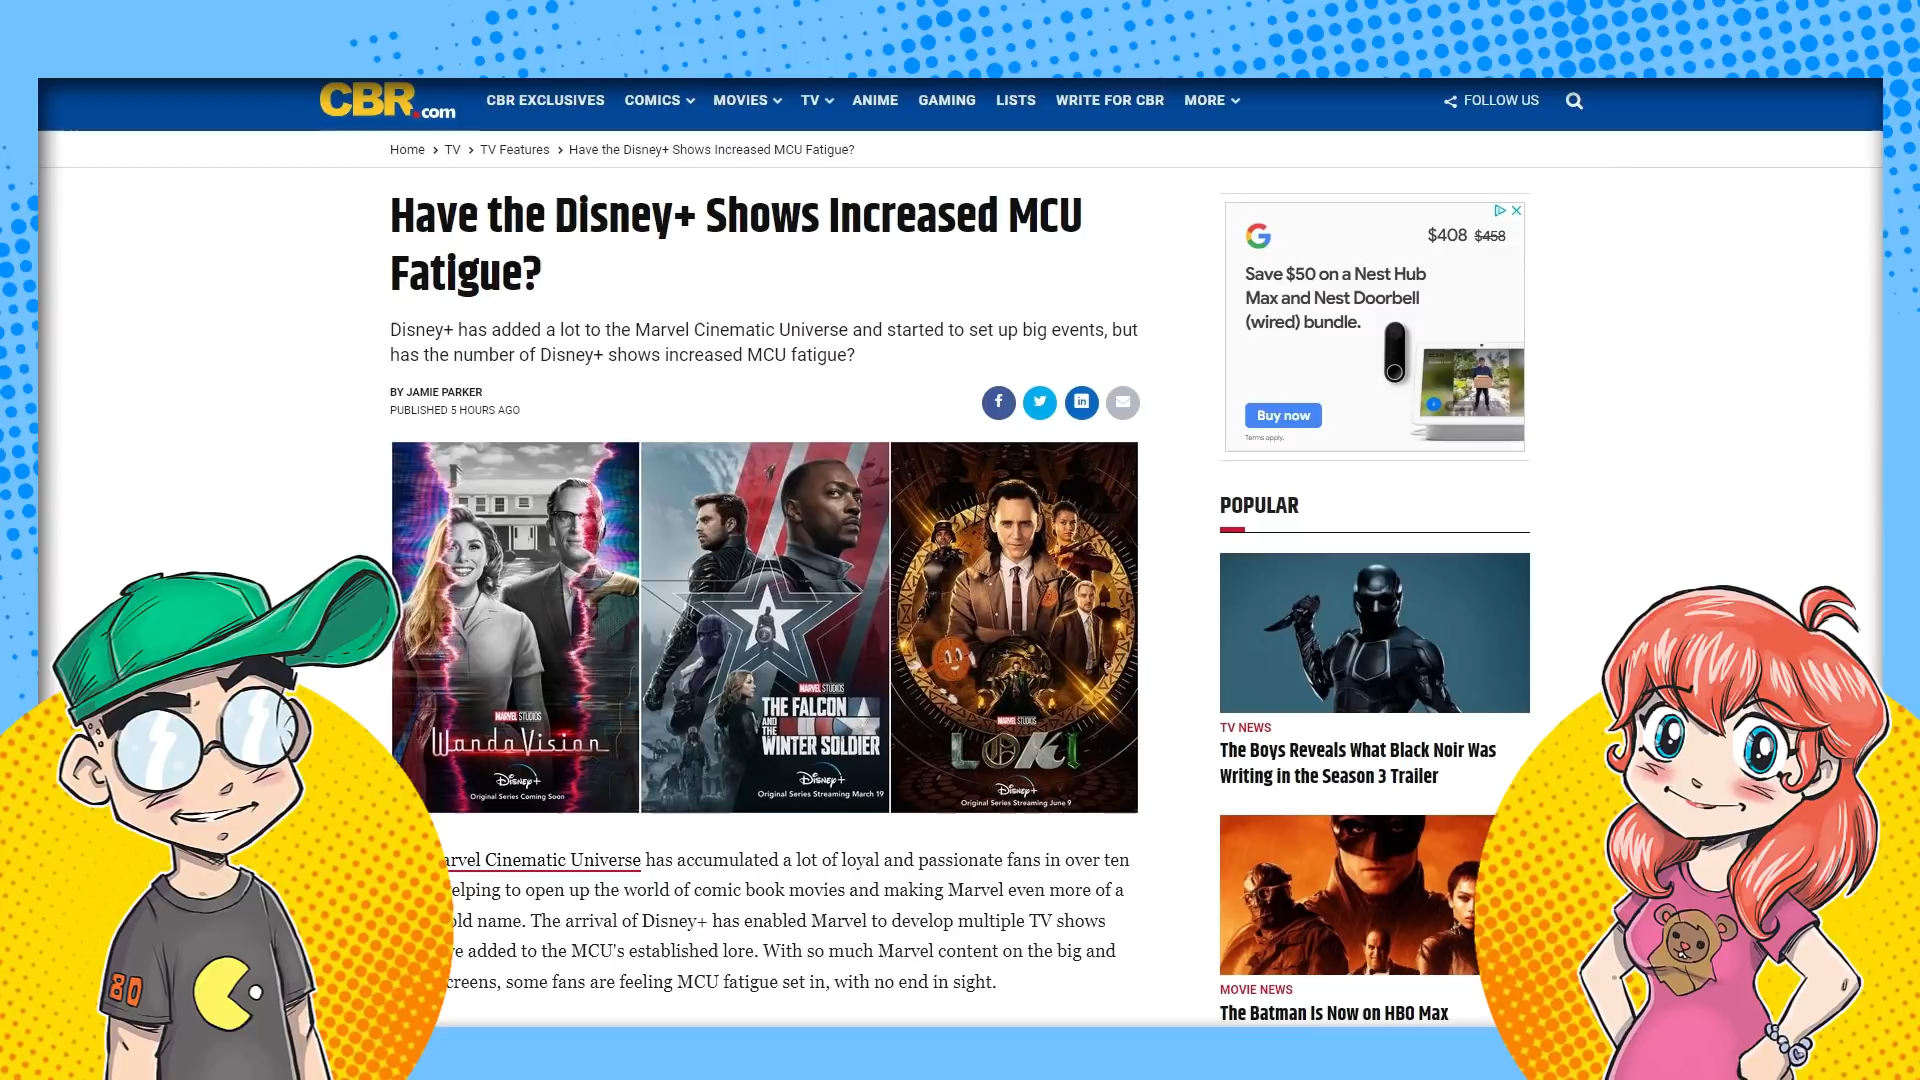 CBR.com
CBR EXCLUSIVES COMICS MOVIES TV ANIME GAMING LISTS WRITE FOR CBR MORE FOLLOW US
Home > TV > TV Features > Have the Disney+ Shows Increased MCU Fatigue?
Have the Disney+ Shows Increased MCU
Fatigue?
Disney+ has added a lot to the Marvel Cinematic Universe and started to set up big events, but
has the number of Disney+ shows increased MCU fatigue?
BY JAMIE PARKER
PUBLISHED 5 HOURS AGO
MARVEL STUDIOS
WandaVision
Disney+
Original Series Coming Soon
MARVEL STUDIOS
THE FALCON
AND THE
WINTER SOLDIER
Disney+
Original Series Streaming March 19
MARVEL STUDIOS
LOKI
Disney+
Original Series Streaming June 9
arvel Cinematic Universe has accumulated a lot of loyal and passionate fans in over ten
elping to open up the world of comic book movies and making Marvel even more of a
old name. The arrival of Disney+ has enabled Marvel to develop multiple TV shows
e added to the MCU's established lore. With so much Marvel content on the big and
creens, some fans are feeling MCU fatigue set in, with no end in sight.
$408 $458
Save $50 on a Nest Hub
Max and Nest Doorbell
(wired) bundle.
Buy now
Terms apply.
POPULAR
TV NEWS
The Boys Reveals What Black Noir Was
Writing in the Season 3 Trailer
MOVIE NEWS
The Batman Is Now on HBO Max
80